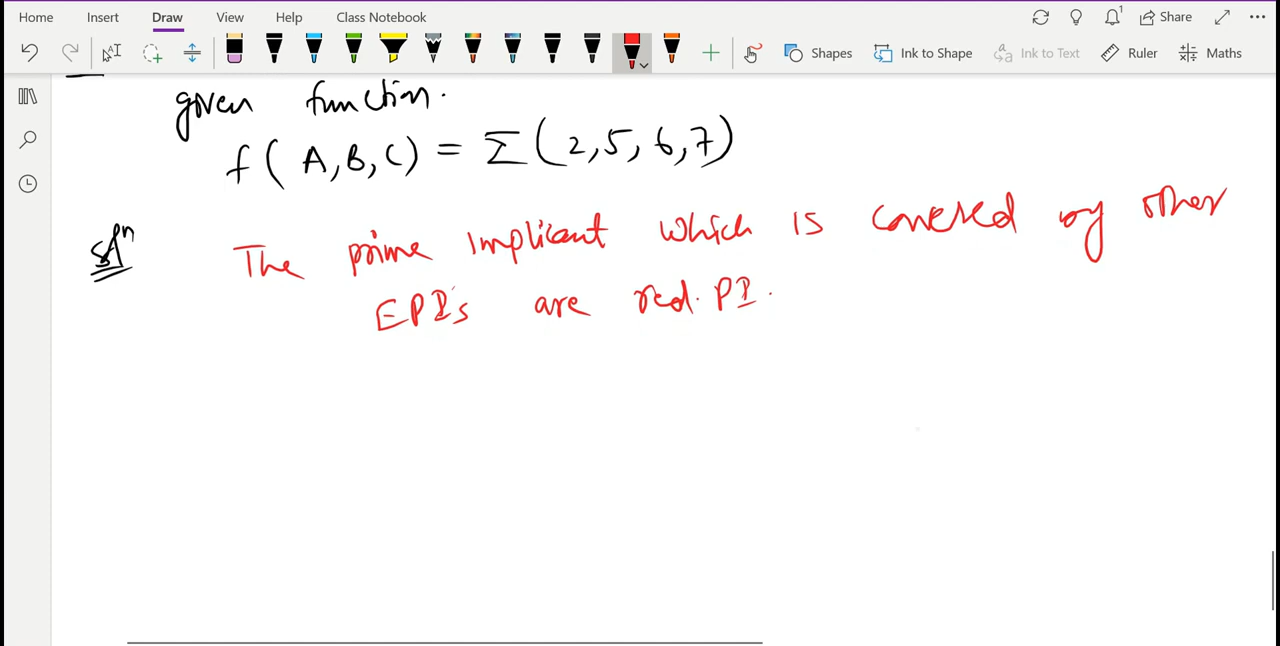 Home Insert Draw View Help Class Notebook Share
Shapes Ink to Shape Ink to Text Ruler Maths
given function.
f(A,B,C) = Σ(2,5,6,7)
Solⁿ The prime implicant which is covered by other
EPI's are red. PI.